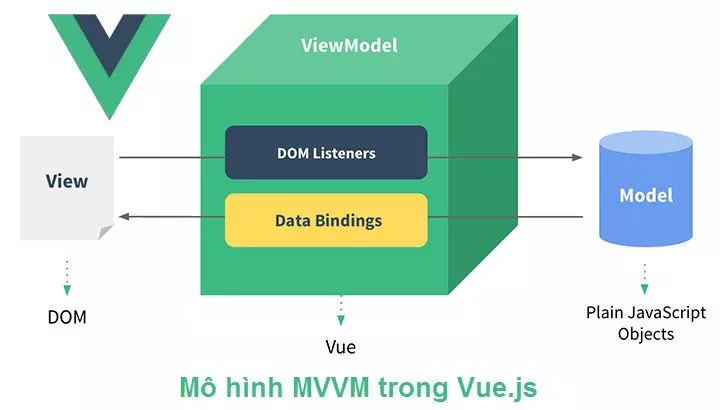 ViewModel
DOM Listeners
View
Model
Data Bindings
DOM
Plain JavaScript
Objects
Vue
Mô hình MVVM trong Vue.js